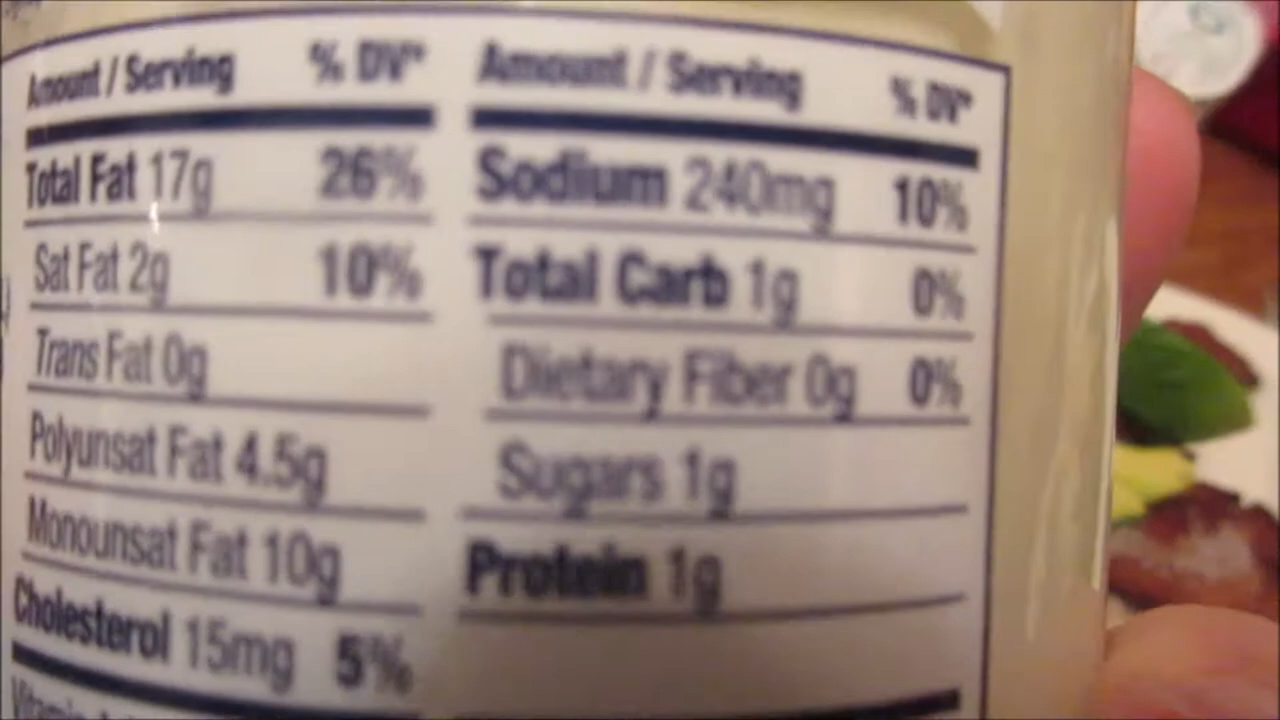 Amount / Serving % DV*
Total Fat 17g 26%
Sat Fat 2g 10%
Trans Fat 0g
Polyunsat Fat 4.5g
Monounsat Fat 10g
Cholesterol 15mg 5%
Amount / Serving % DV*
Sodium 240mg 10%
Total Carb 1g 0%
Dietary Fiber 0g 0%
Sugars 1g
Protein 1g